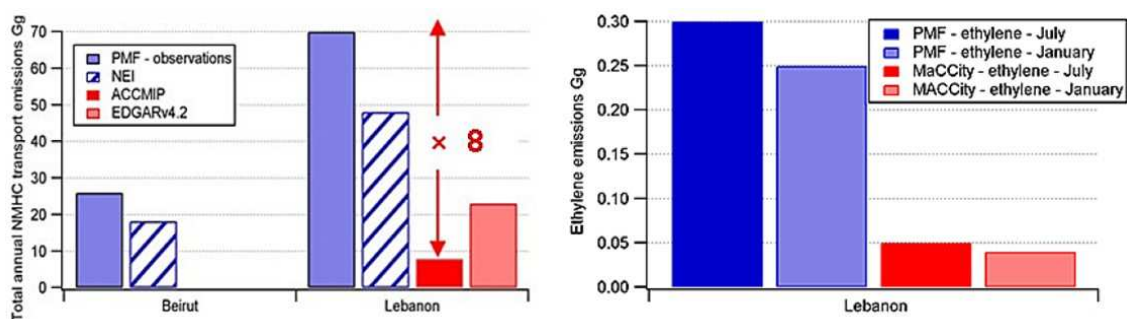 Total annual NMHC transport emissions Gg
70
60
50
40
30
20
10
0
PMF - observations
NEI
ACCMIP
EDGARv4.2
× 8
Beirut
Lebanon
Ethylene emissions Gg
0.30
0.25
0.20
0.15
0.10
0.05
0.00
PMF - ethylene - July
PMF - ethylene - January
MaCCity - ethylene - July
MACCity - ethylene - January
Lebanon